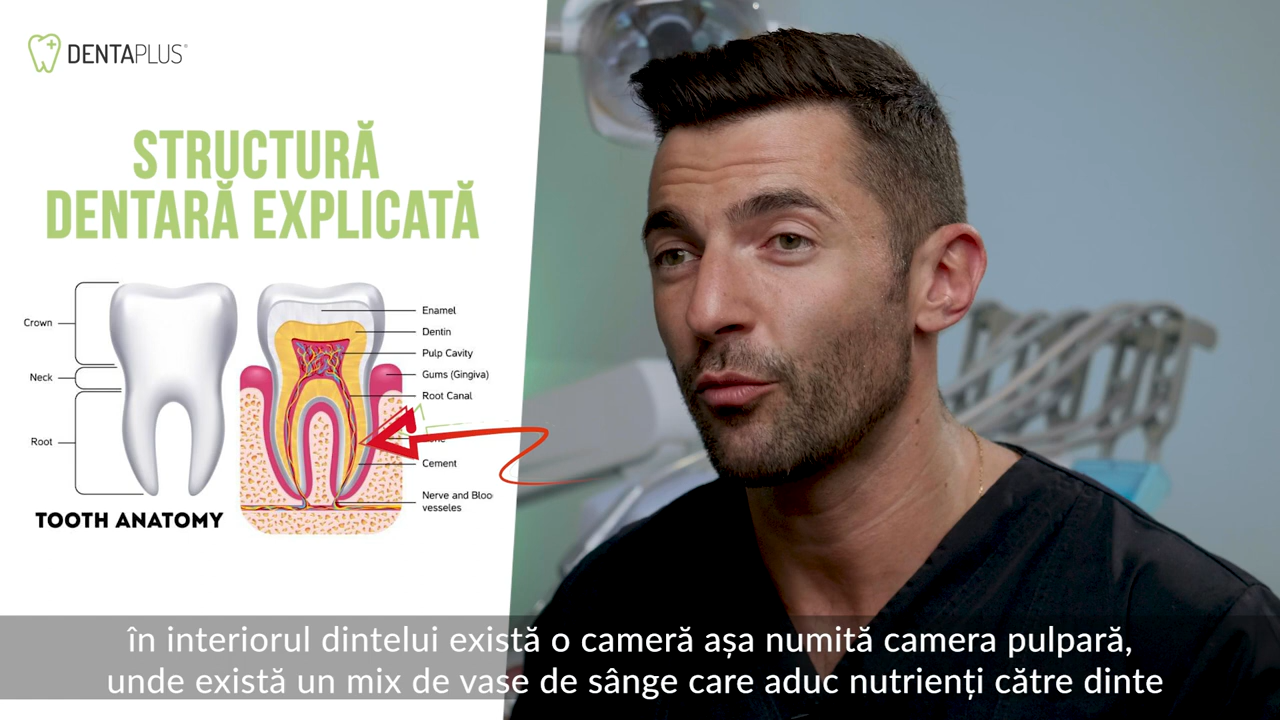 DENTAPLUS®
STRUCTURĂ
DENTARĂ EXPLICATĂ
Crown
Neck
Root
Enamel
Dentin
Pulp Cavity
Gums (Gingiva)
Root Canal
Cement
Nerve and Bloo
vesseles
TOOTH ANATOMY
în interiorul dintelui există o cameră așa numită camera pulpară,
unde există un mix de vase de sânge care aduc nutrienți către dinte